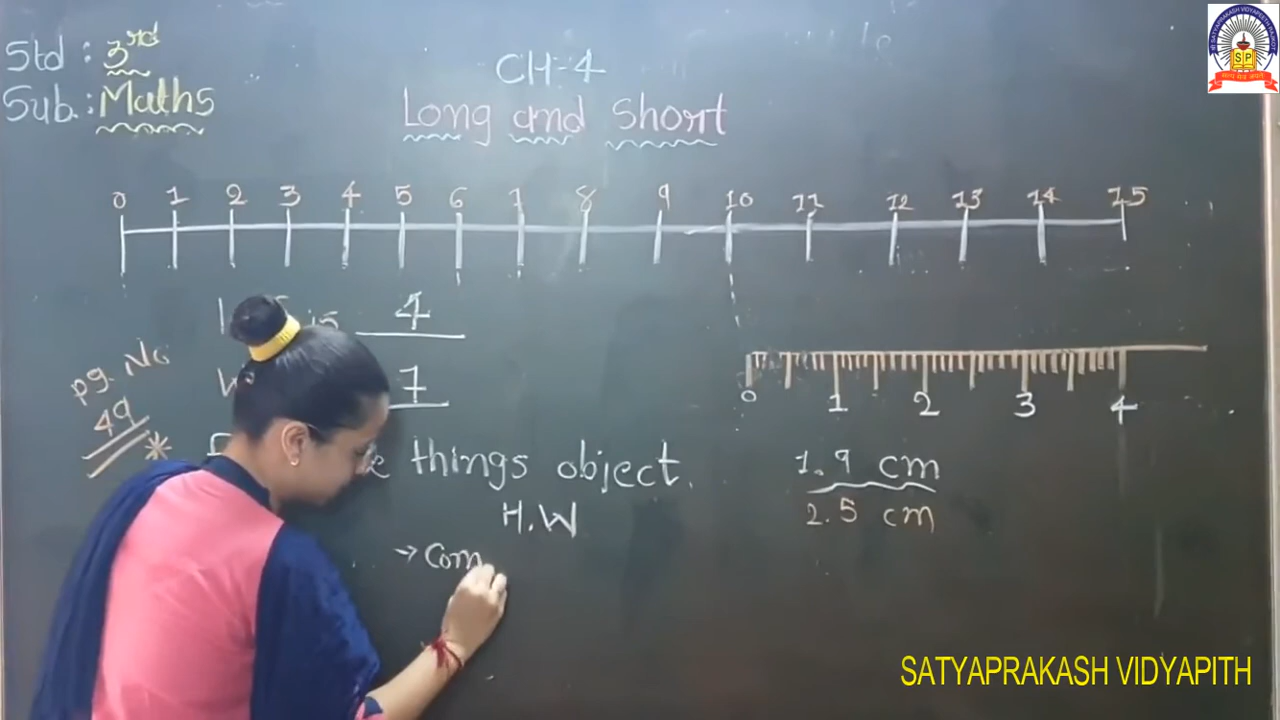 Std : 3rd
Sub. : Maths
CH-4
Long and Short
0 1 2 3 4 5 6 7 8 9 10 11 12 13 14 15
is 4
7
pg. No
49
things object.
H.W
→ Com
0 1 2 3 4
1.9 cm
2.5 cm
SP
SATYAPRAKASH VIDYAPITH